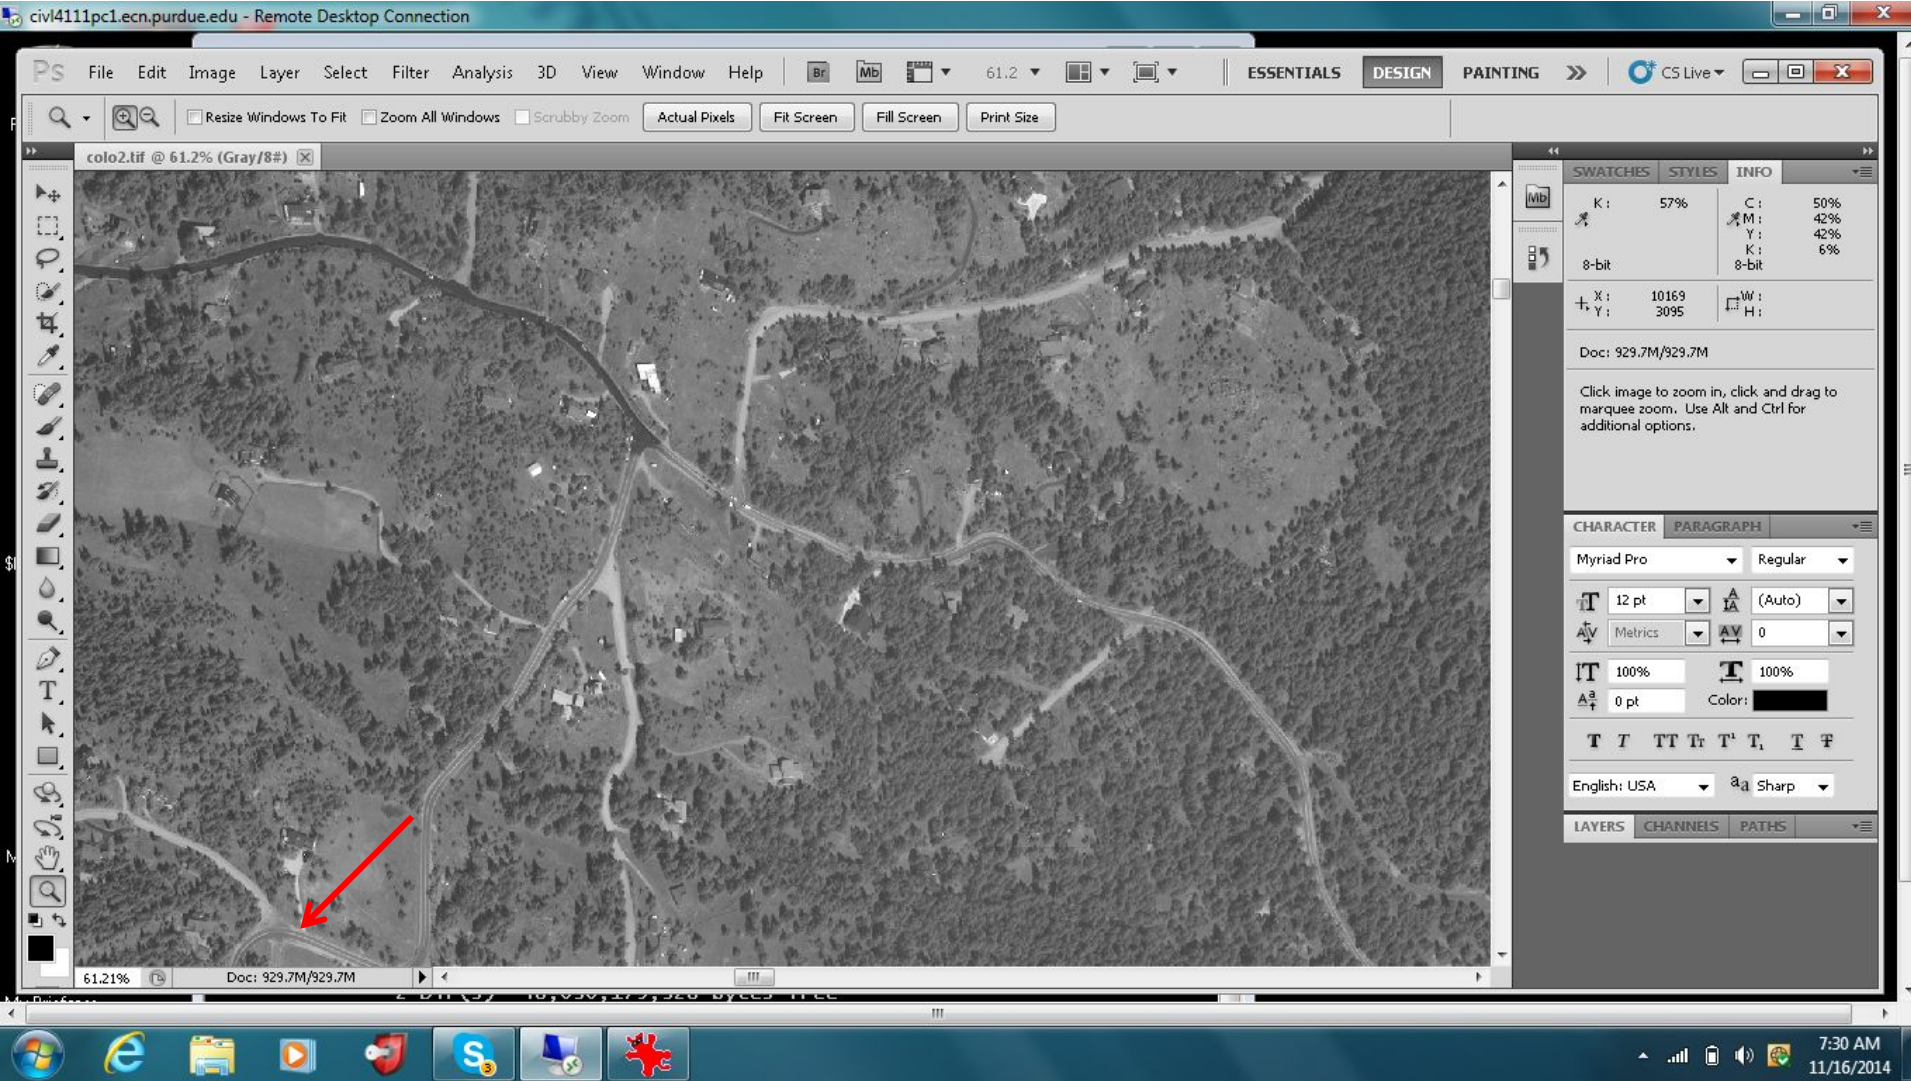 civl4111pc1.ecn.purdue.edu - Remote Desktop Connection
Ps File Edit Image Layer Select Filter Analysis 3D View Window Help Br Mb 61.2 ESSENTIALS DESIGN PAINTING CS Live
Resize Windows To Fit Zoom All Windows Scrubby Zoom Actual Pixels Fit Screen Fill Screen Print Size
colo2.tif @ 61.2% (Gray/8#)
Mb
SWATCHES STYLES INFO
K: 57% C: 50%
M: 42%
Y: 42%
K: 6%
8-bit 8-bit
X: 10169 W:
Y: 3095 H:
Doc: 929.7M/929.7M
Click image to zoom in, click and drag to
marquee zoom. Use Alt and Ctrl for
additional options.
CHARACTER PARAGRAPH
Myriad Pro Regular
12 pt (Auto)
Metrics 0
100% 100%
0 pt Color:
T T TT Tr T¹ T₁ T T
English: USA aa Sharp
LAYERS CHANNELS PATHS
61.21% Doc: 929.7M/929.7M
7:30 AM
11/16/2014